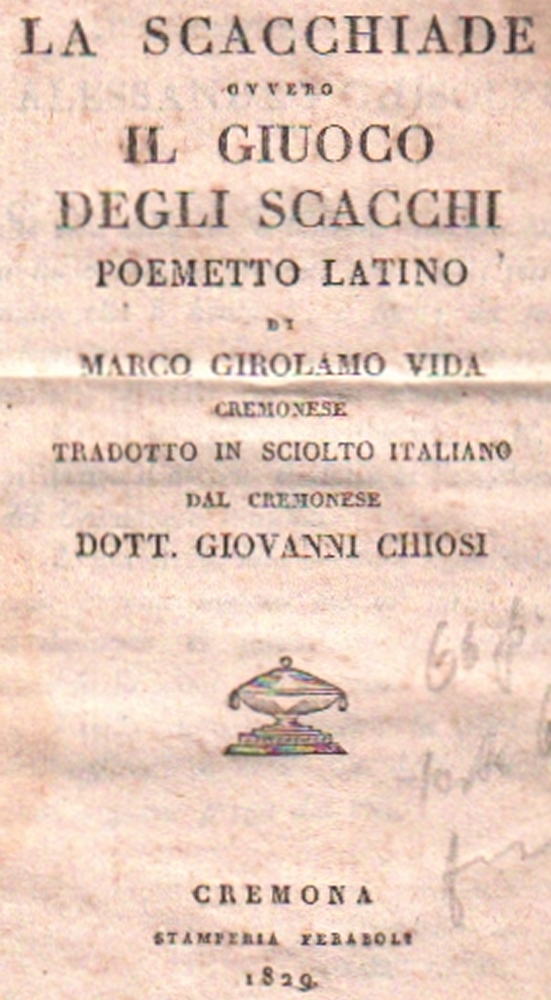 LA SCACCHIADE
OVVERO
IL GIUOCO
DEGLI SCACCHI
POEMETTO LATINO
DI
MARCO GIROLAMO VIDA
CREMONESE
TRADOTTO IN SCIOLTO ITALIANO
DAL CREMONESE
DOTT. GIOVANNI CHIOSI
CREMONA
STAMPERIA FERABOLI
1829.